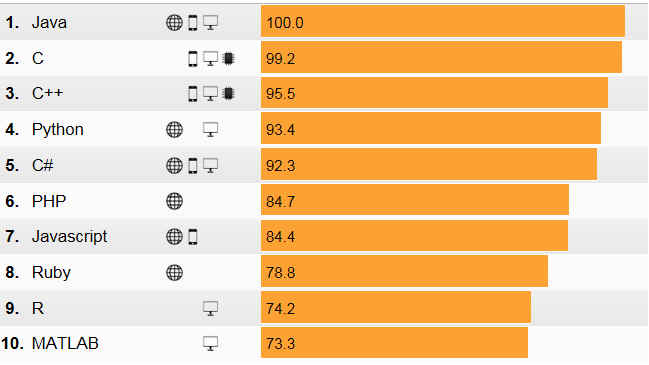 1. Java 100.0
2. C 99.2
3. C++ 95.5
4. Python 93.4
5. C# 92.3
6. PHP 84.7
7. Javascript 84.4
8. Ruby 78.8
9. R 74.2
10. MATLAB 73.3